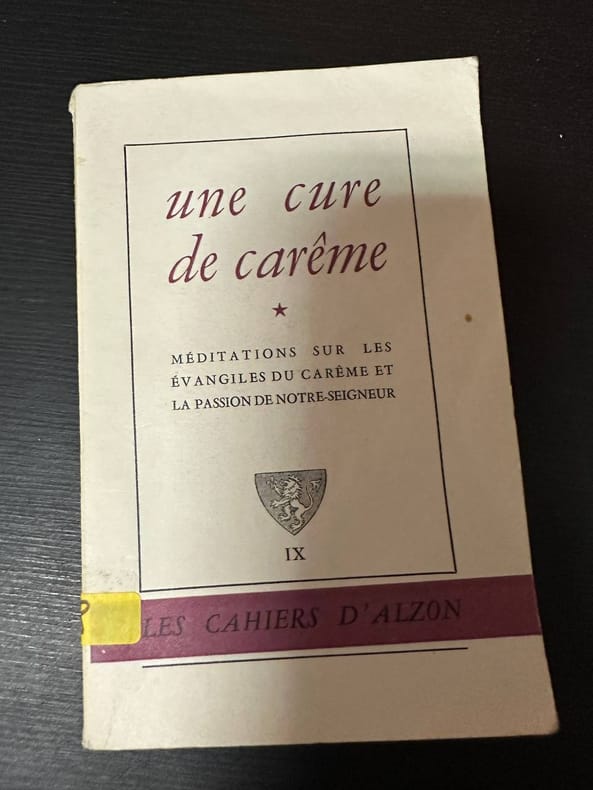 une cure
de carême
★
MÉDITATIONS SUR LES
ÉVANGILES DU CARÊME ET
LA PASSION DE NOTRE-SEIGNEUR
IX
LES CAHIERS D'ALZON